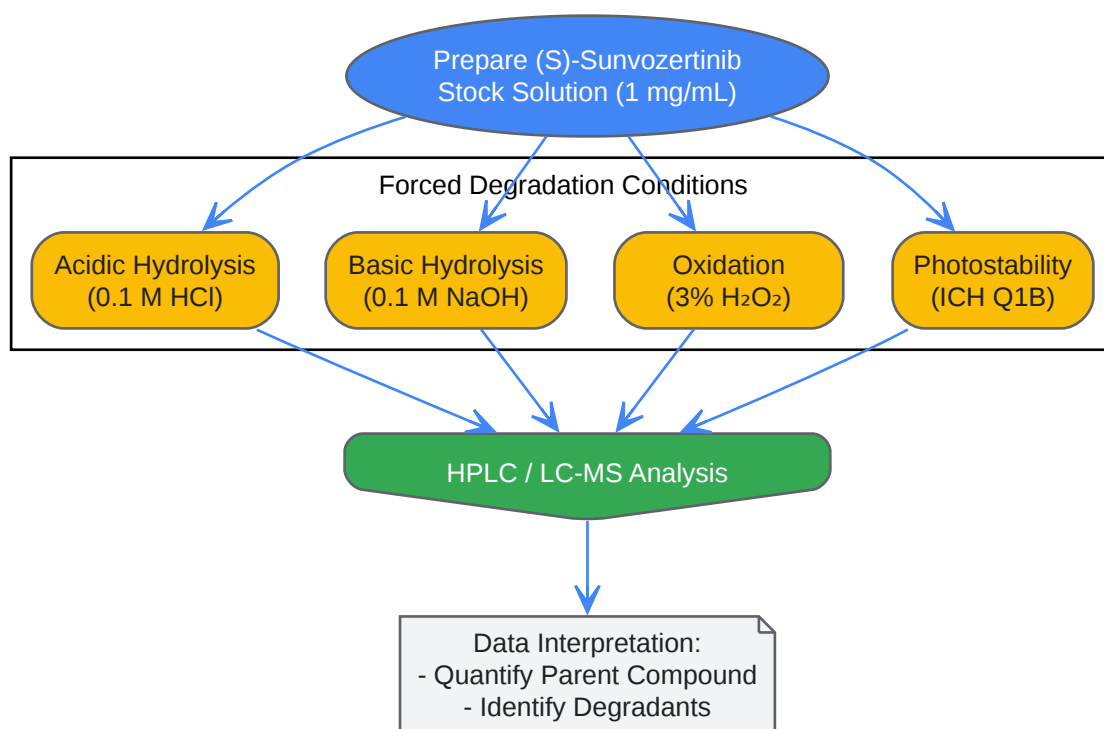 Prepare (S)-Sunvozertinib
Stock Solution (1 mg/mL)
Forced Degradation Conditions
Acidic Hydrolysis
(0.1 M HCl)
Basic Hydrolysis
(0.1 M NaOH)
Oxidation
(3% H₂O₂)
Photostability
(ICH Q1B)
HPLC / LC-MS Analysis
Data Interpretation:
- Quantify Parent Compound
- Identify Degradants